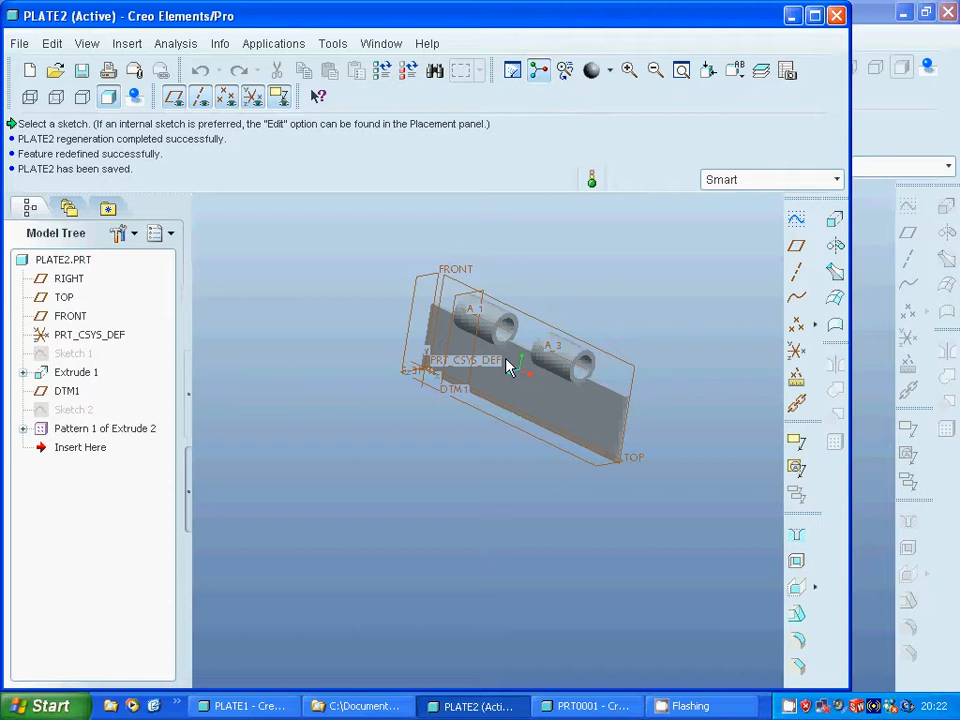 PLATE2 (Active) - Creo Elements/Pro
File Edit View Insert Analysis Info Applications Tools Window Help
Select a sketch. (If an internal sketch is preferred, the "Edit" option can be found in the Placement panel.)
PLATE2 regeneration completed successfully.
Feature redefined successfully.
PLATE2 has been saved.
Smart
Model Tree
PLATE2.PRT
RIGHT
TOP
FRONT
PRT_CSYS_DEF
Sketch 1
Extrude 1
DTM1
Sketch 2
Pattern 1 of Extrude 2
Insert Here
FRONT
A_1
A_3
PRT_CSYS_DEF
DTM1
TOP
Start
PLATE1 - Cre...
C:\Document...
PLATE2 (Acti...
PRT0001 - Cr...
Flashing
20:22